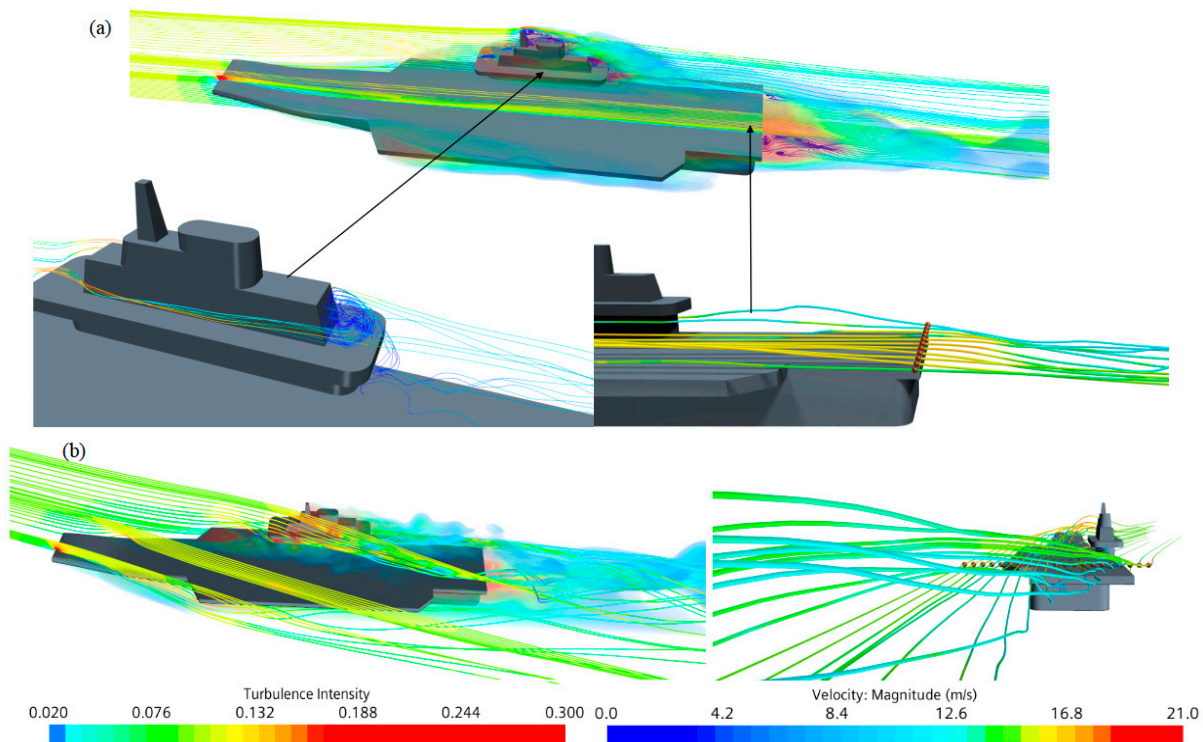 (a)
(b)
Turbulence Intensity
0.020 0.076 0.132 0.188 0.244 0.300
Velocity: Magnitude (m/s)
0.0 4.2 8.4 12.6 16.8 21.0